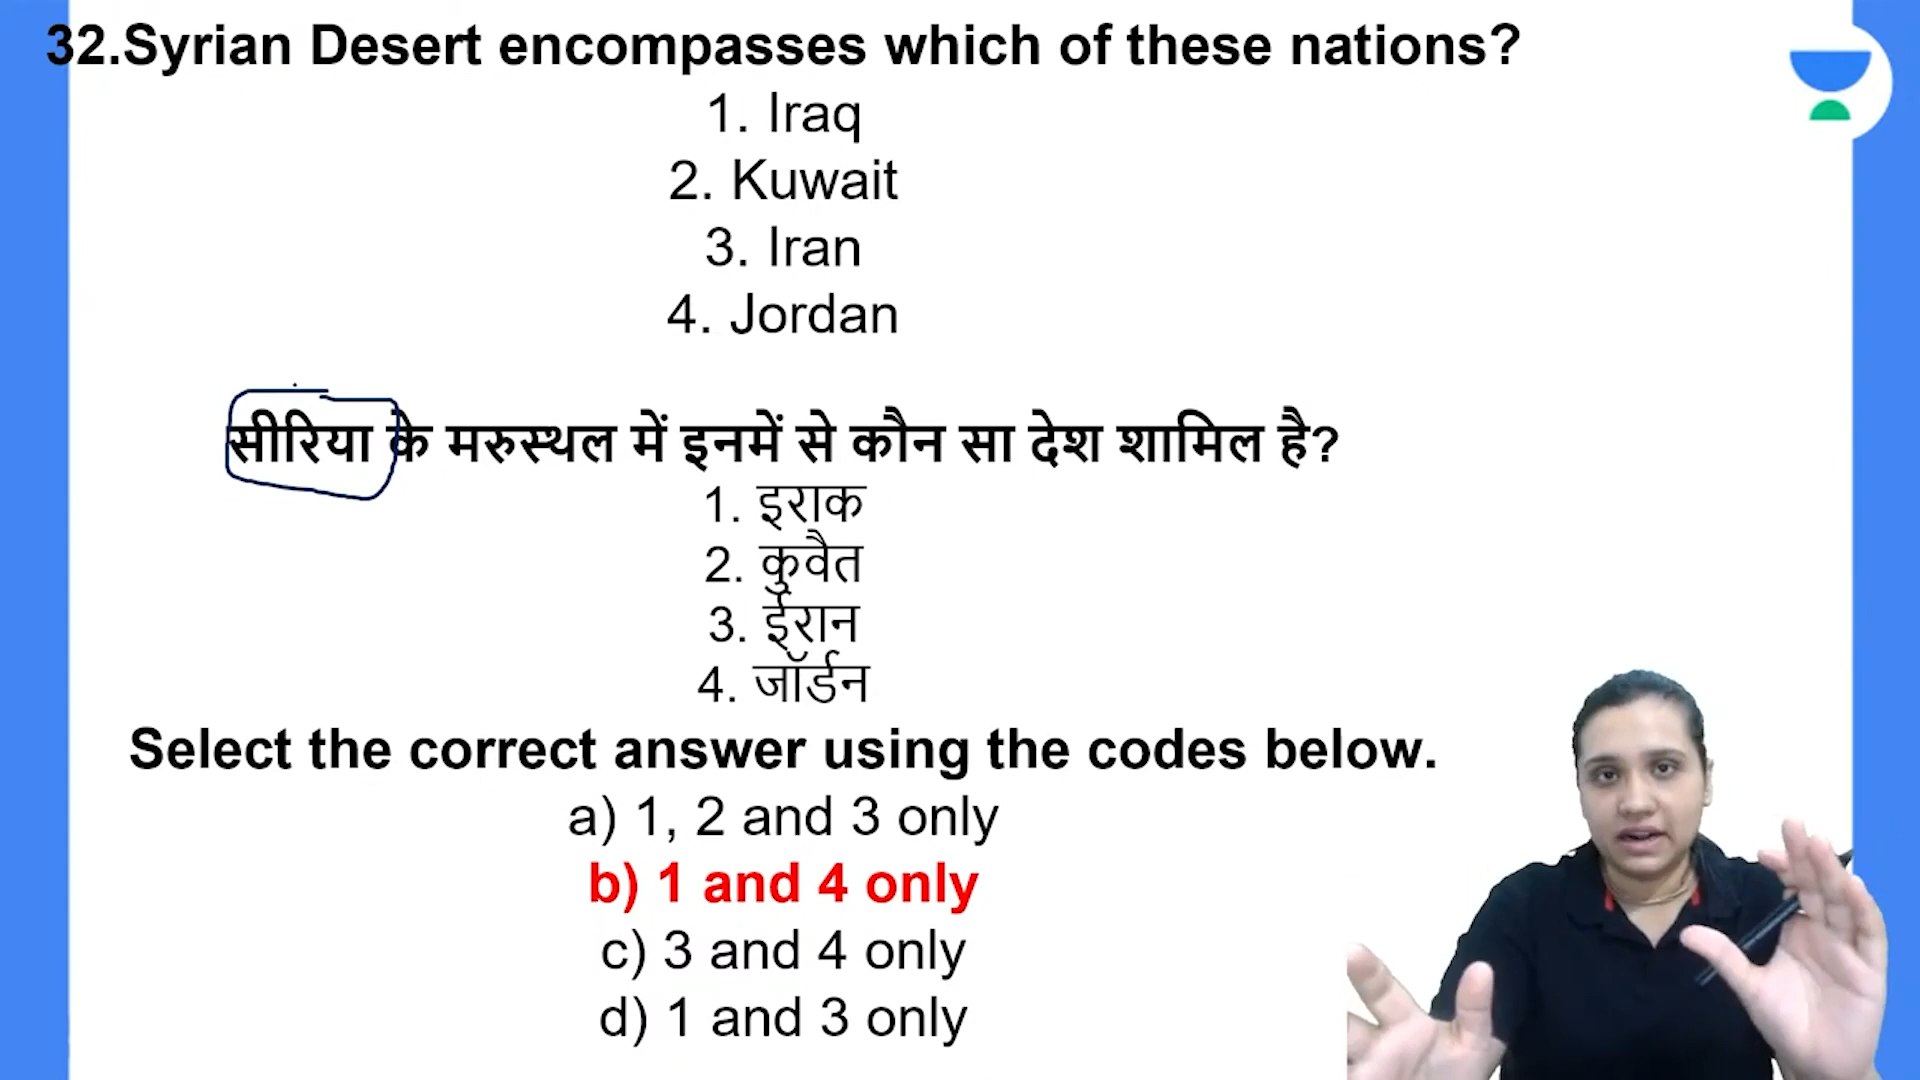 32.Syrian Desert encompasses which of these nations?
1. Iraq
2. Kuwait
3. Iran
4. Jordan
सीरिया के मरुस्थल में इनमें से कौन सा देश शामिल है?
1. इराक
2. कुवैत
3. ईरान
4. जॉर्डन
Select the correct answer using the codes below.
a) 1, 2 and 3 only
b) 1 and 4 only
c) 3 and 4 only
d) 1 and 3 only